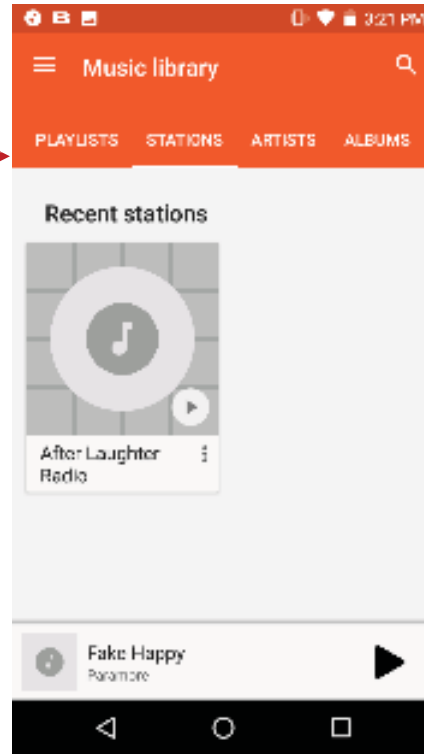 3:21 PM
Music library
PLAYLISTS STATIONS ARTISTS ALBUMS
Recent stations
After Laughter
Radio
Fake Happy
Paramore